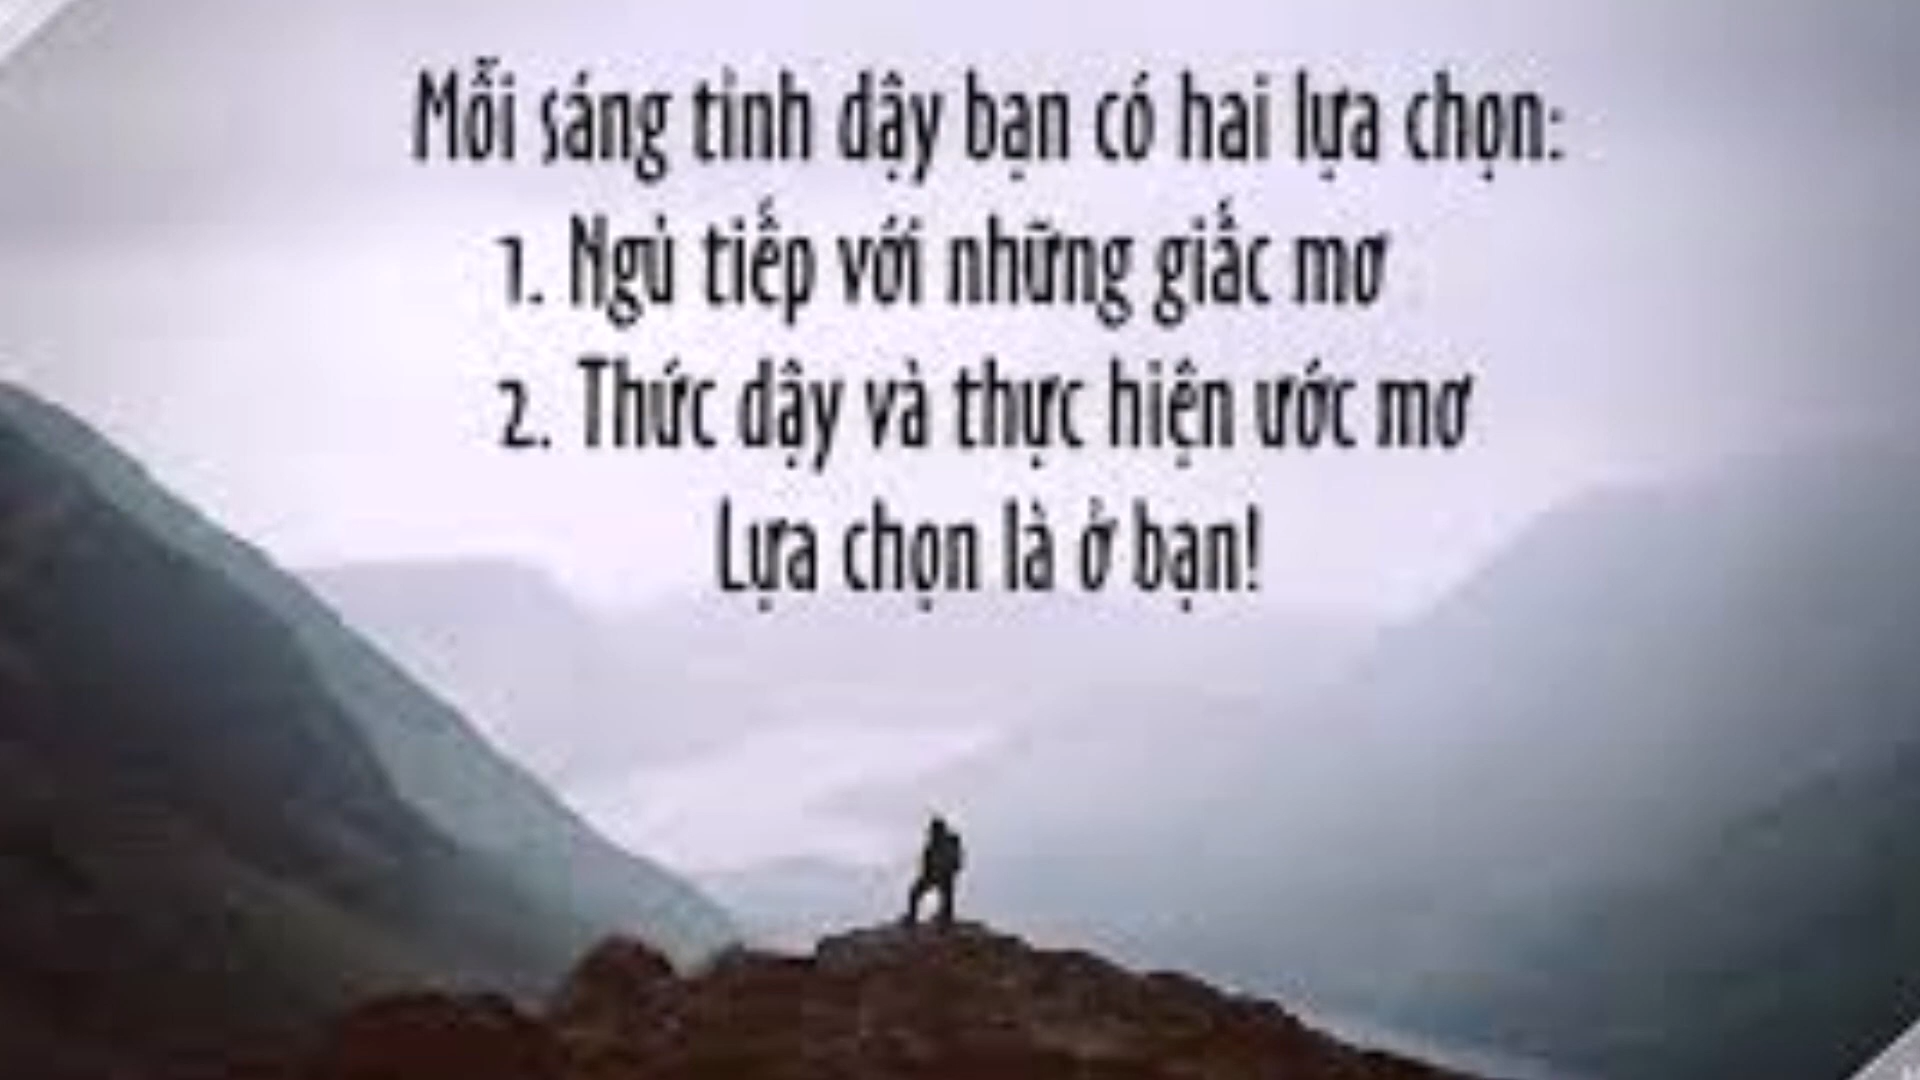 Mỗi sáng tỉnh dậy bạn có hai lựa chọn:
1. Ngủ tiếp với những giấc mơ
2. Thức dậy và thực hiện ước mơ
Lựa chọn là ở bạn!